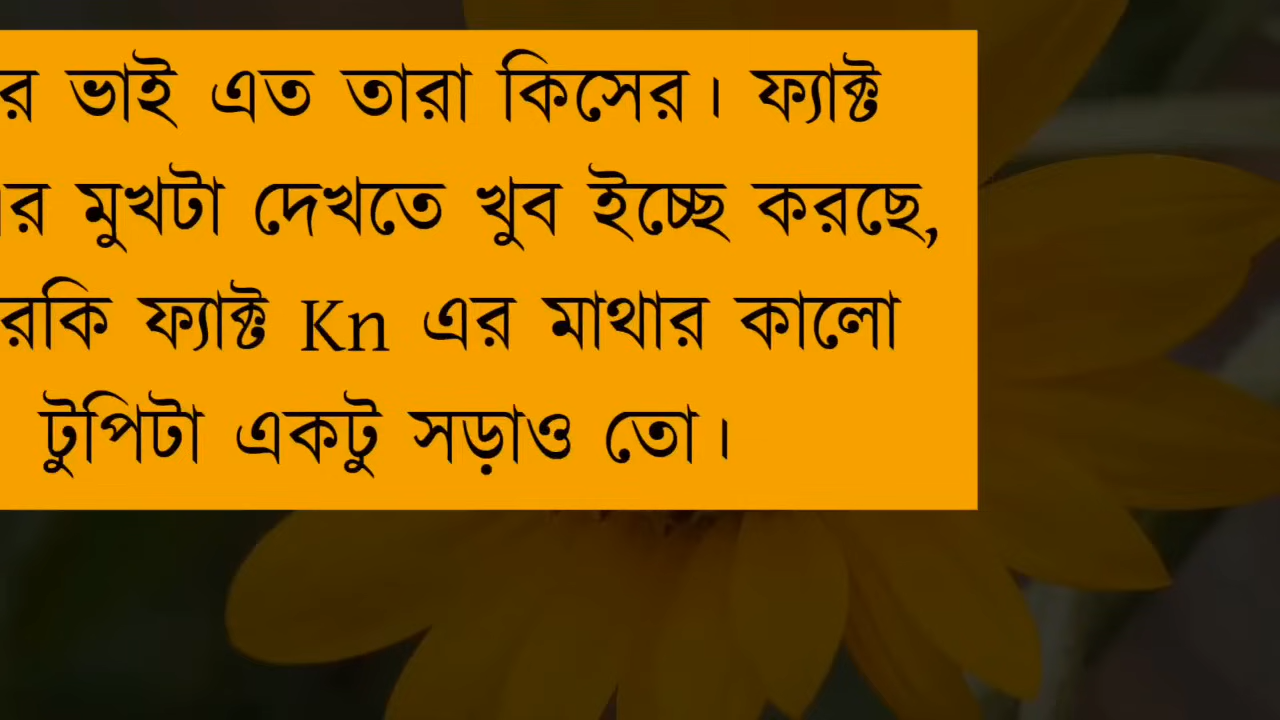 র ভাই এত তারা কিসের। ফ্যাক্ট
র মুখটা দেখতে খুব ইচ্ছে করছে,
রকি ফ্যাক্ট Kn এর মাথার কালো
টুপিটা একটু সড়াও তো।